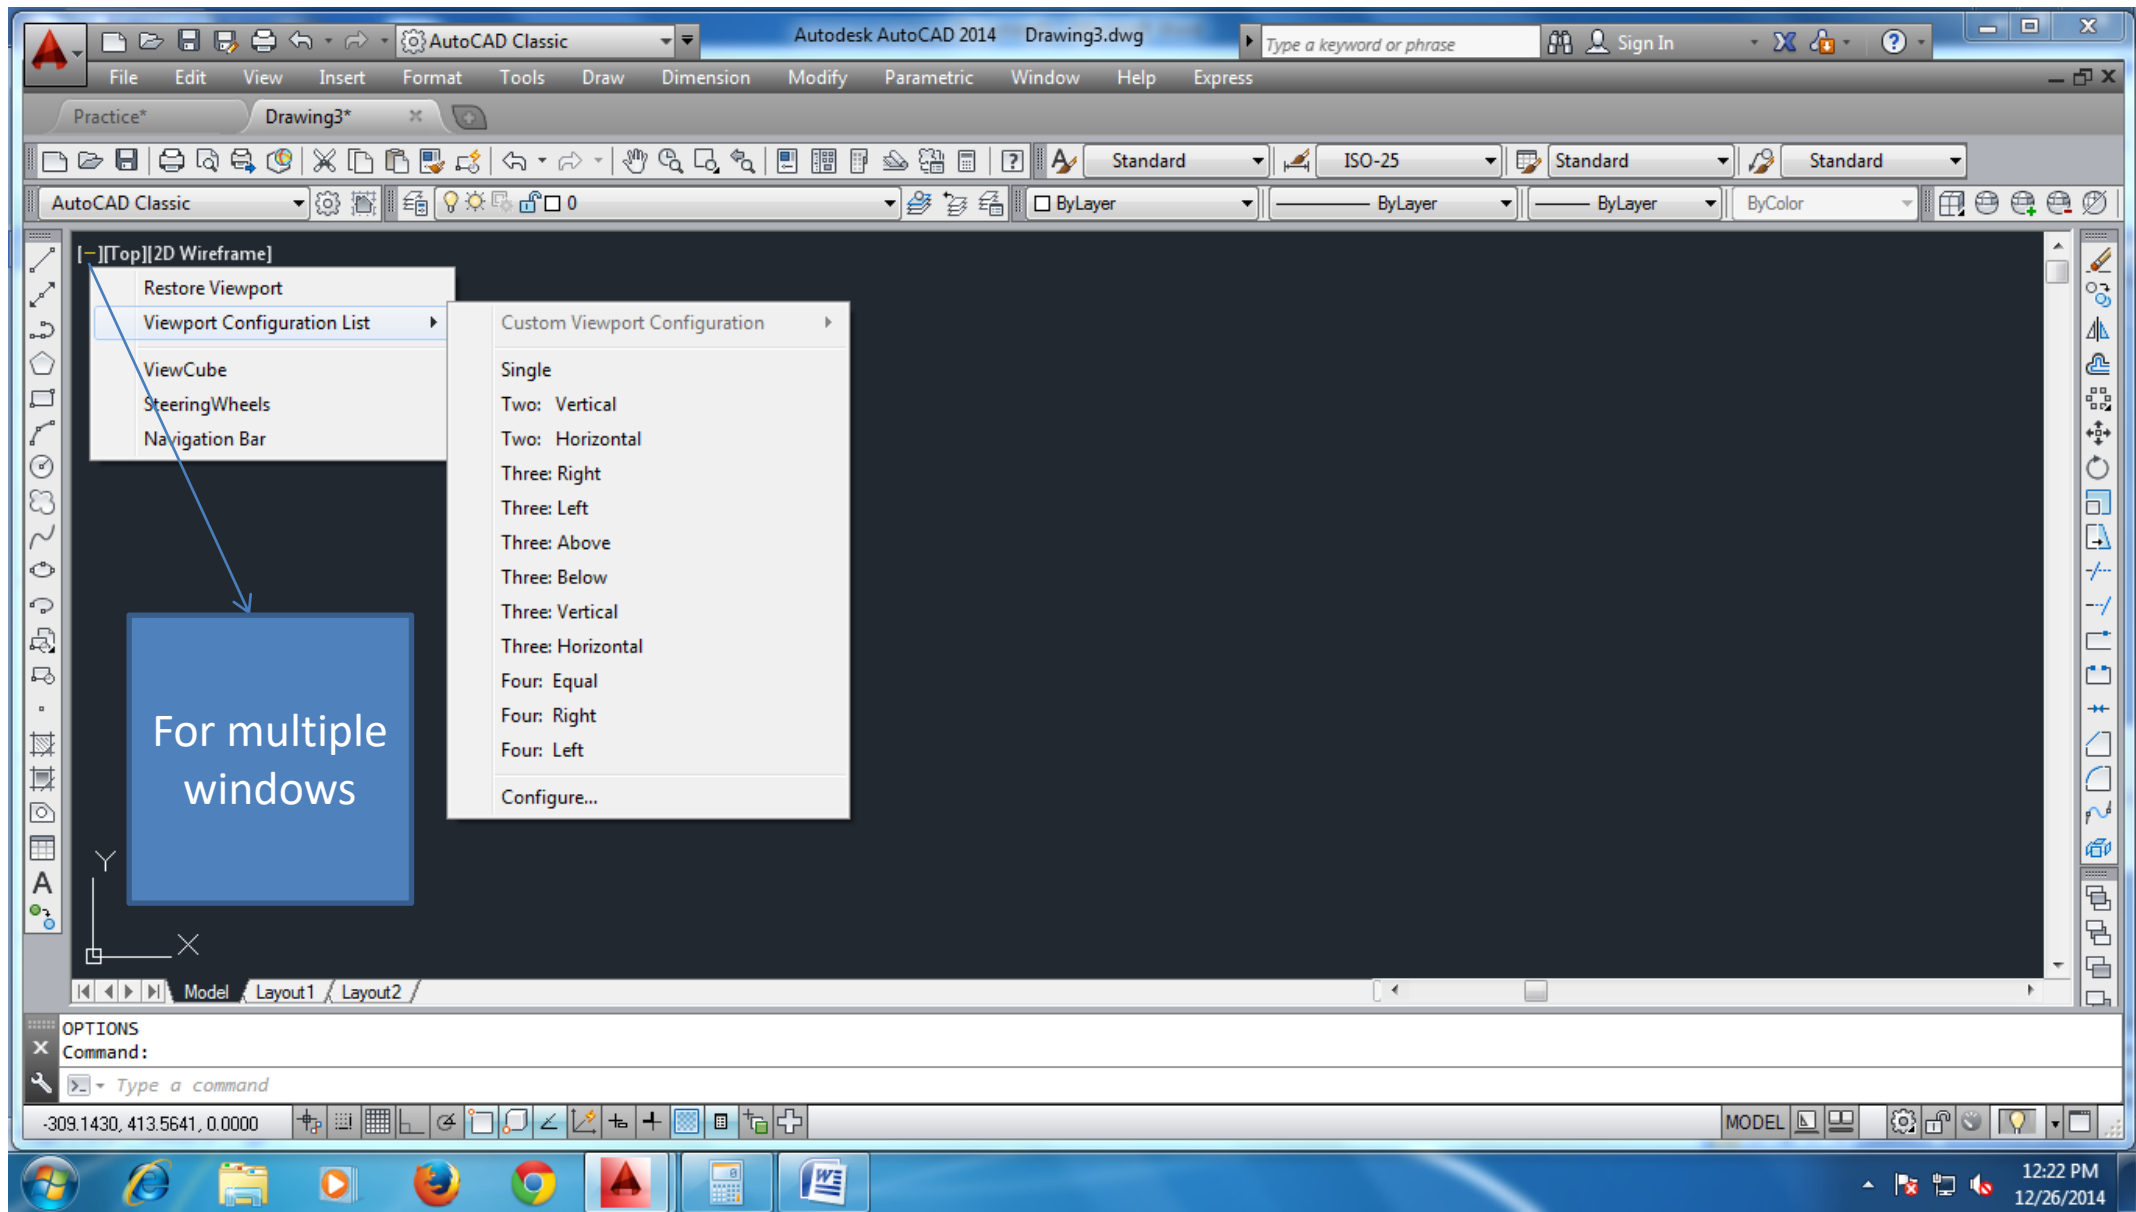 AutoCAD Classic
Autodesk AutoCAD 2014 Drawing3.dwg
Type a keyword or phrase
Sign In
File Edit View Insert Format Tools Draw Dimension Modify Parametric Window Help Express
Practice* Drawing3*
Standard ISO-25 Standard Standard
AutoCAD Classic 0 ByLayer ByLayer ByLayer ByColor
[–][Top][2D Wireframe]
Restore Viewport
Viewport Configuration List
ViewCube
SteeringWheels
Navigation Bar
Custom Viewport Configuration
Single
Two: Vertical
Two: Horizontal
Three: Right
Three: Left
Three: Above
Three: Below
Three: Vertical
Three: Horizontal
Four: Equal
Four: Right
Four: Left
Configure...
For multiple
windows
Y
X
Model Layout1 Layout2
OPTIONS
Command:
Type a command
-309.1430, 413.5641, 0.0000
MODEL
12:22 PM
12/26/2014